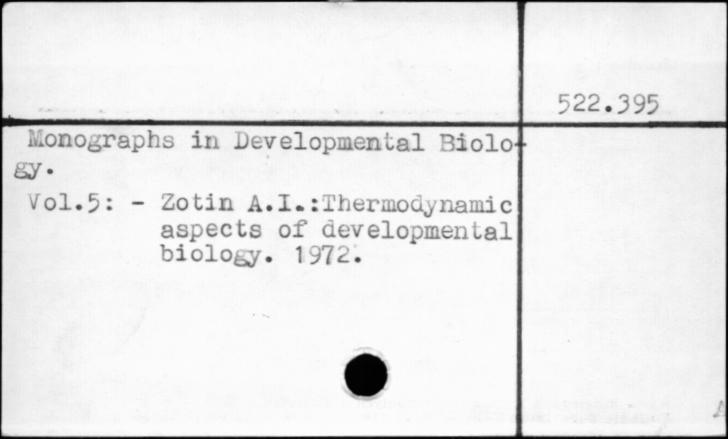 522.395
Monographs in Developmental Biolo-
gy.
Vol.5: - Zotin A.I.:Thermodynamic
aspects of developmental
biology. 1972.